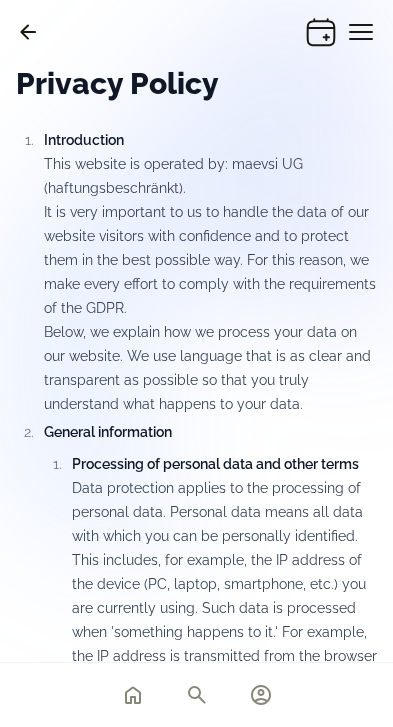 Privacy Policy
1. Introduction
This website is operated by: maevsi UG
(haftungsbeschränkt).
It is very important to us to handle the data of our
website visitors with confidence and to protect
them in the best possible way. For this reason, we
make every effort to comply with the requirements
of the GDPR.
Below, we explain how we process your data on
our website. We use language that is as clear and
transparent as possible so that you truly
understand what happens to your data.
2. General information
1. Processing of personal data and other terms
Data protection applies to the processing of
personal data. Personal data means all data
with which you can be personally identified.
This includes, for example, the IP address of
the device (PC, laptop, smartphone, etc.) you
are currently using. Such data is processed
when 'something happens to it.' For example,
the IP address is transmitted from the browser